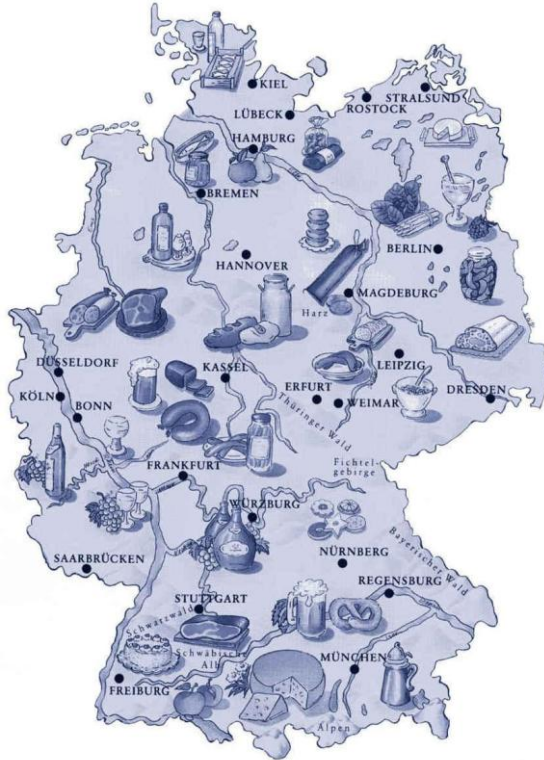 KIEL
STRALSUND
ROSTOCK
LÜBECK
HAMBURG
BREMEN
BERLIN
HANNOVER
MAGDEBURG
Harz
DÜSSELDORF
KASSEL
LEIPZIG
KÖLN
ERFURT
WEIMAR
DRESDEN
BONN
Thüringer Wald
FRANKFURT
Fichtel-
gebirge
WÜRZBURG
Bayerischer Wald
SAARBRÜCKEN
NÜRNBERG
REGENSBURG
STUTTGART
Schwarzwald
Schwäbische
Alb
MÜNCHEN
FREIBURG
Alpen